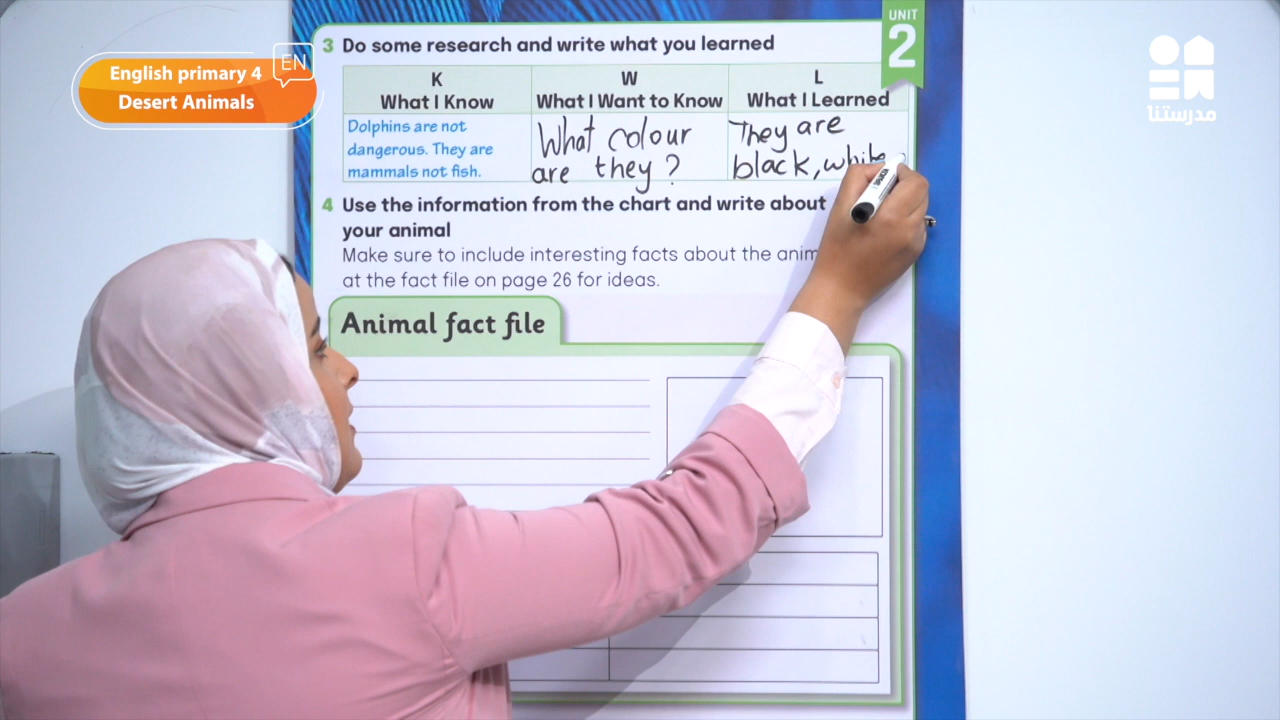 English primary 4
EN
Desert Animals
UNIT
2
مدرستنا
3 Do some research and write what you learned
K
What I Know
W
What I Want to Know
L
What I Learned
Dolphins are not
dangerous. They are
mammals not fish.
What colour
are they?
They are
black, white
4 Use the information from the chart and write about
your animal
Make sure to include interesting facts about the
at the fact file on page 26 for ideas.
Animal fact file